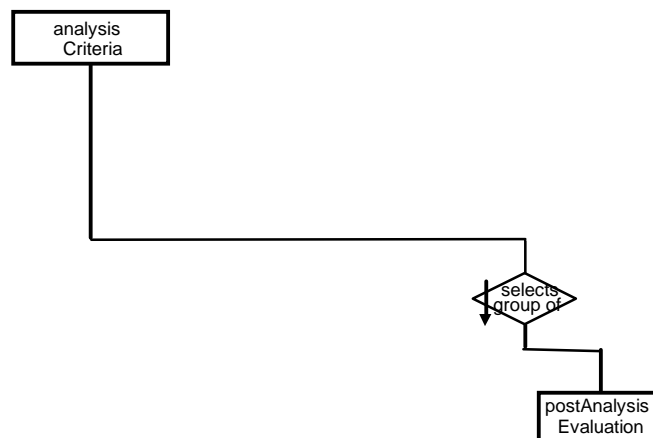 analysis
Criteria
selects
group of
postAnalysis
Evaluation